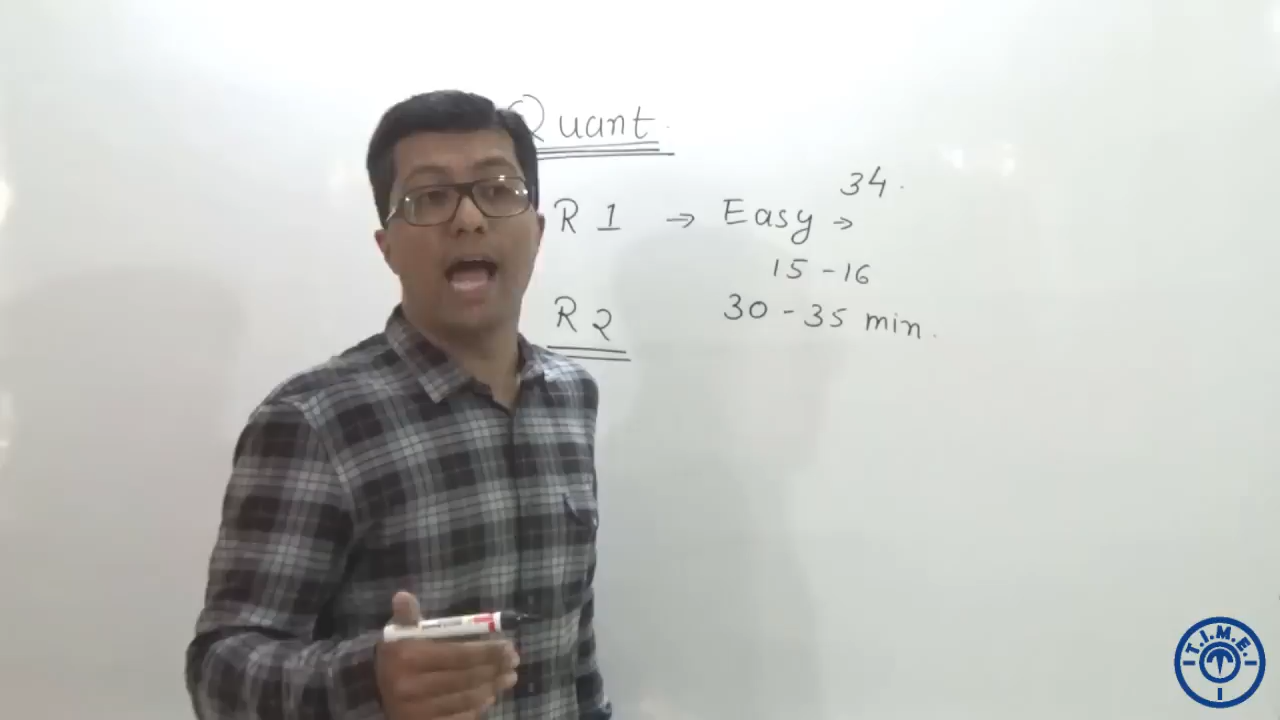 Quant.
34.
R 1 → Easy →
15 - 16
R 2 30 - 35 min.
T.I.M.E.